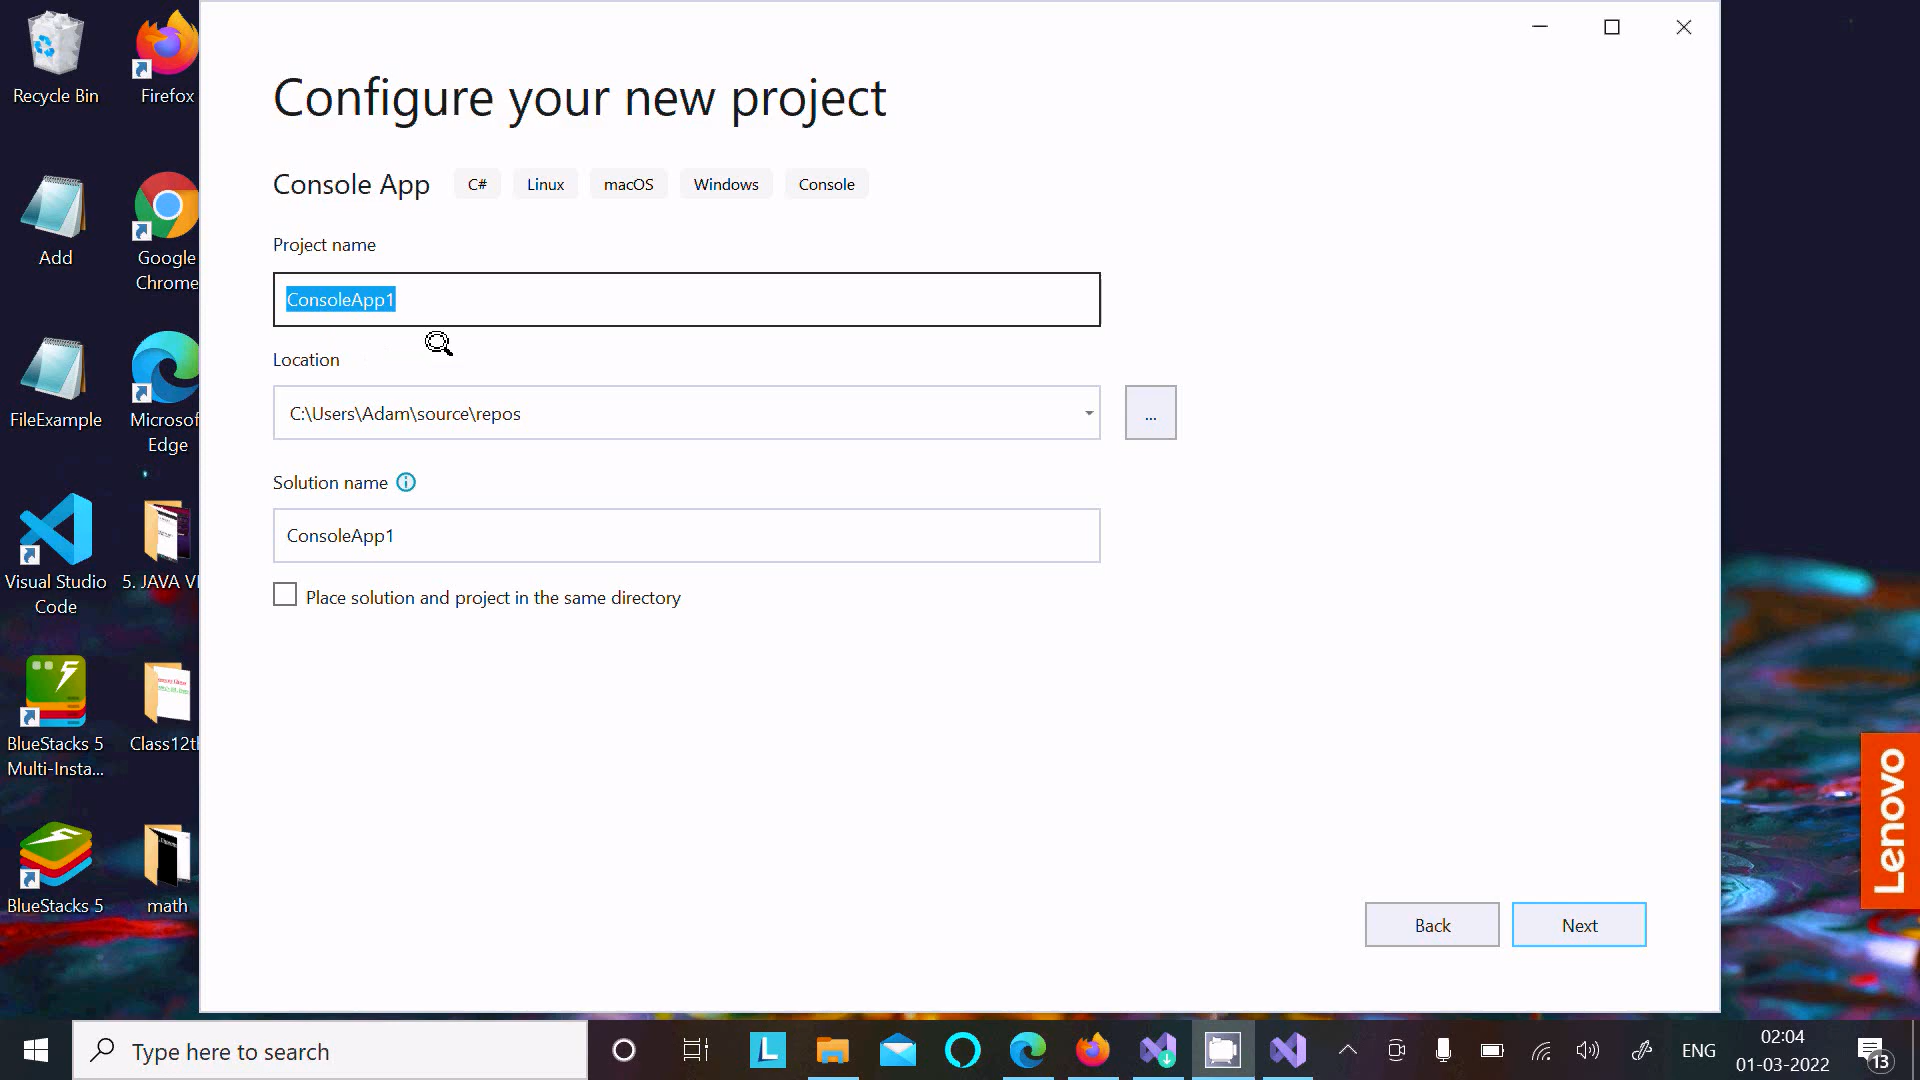 Configure your new project
Console App C# Linux macOS Windows Console
Project name
ConsoleApp1
Location
C:\Users\Adam\source\repos
...
Solution name
ConsoleApp1
Place solution and project in the same directory
Back Next
Recycle Bin
Firefox
Add
Google
Chrome
FileExample
Microsof
Edge
Visual Studio
Code
5. JAVA V
BlueStacks 5
Multi-Insta...
Class12t
BlueStacks 5
math
Lenovo
Type here to search
L
ENG
02:04
01-03-2022
13